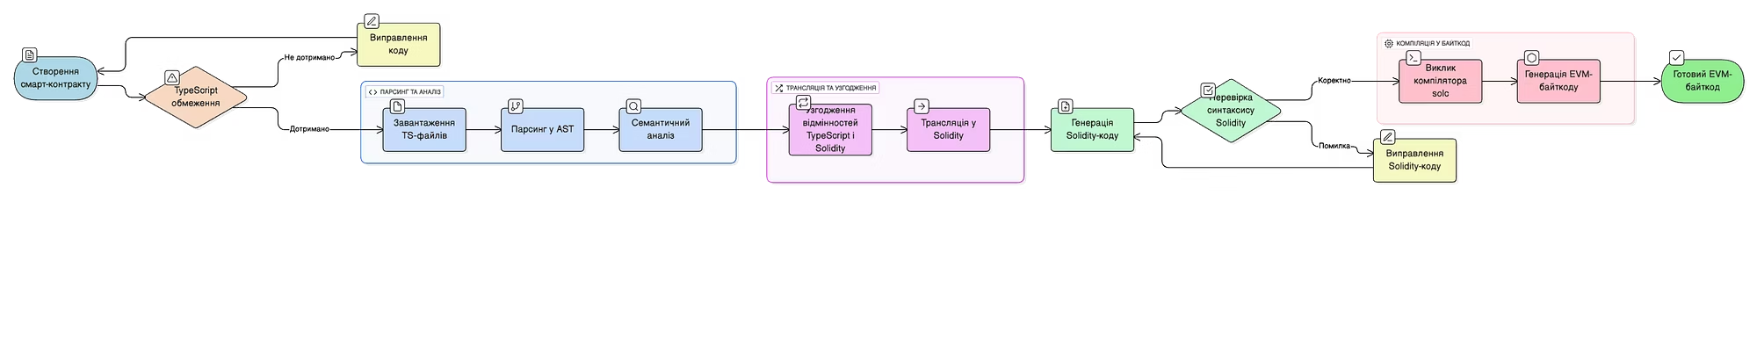 Створення
смарт-контракту
TypeScript
обмеження
Не дотримано
Виправлення
коду
Дотримано
ПАРСИНГ ТА АНАЛІЗ
Завантаження
TS-файлів
Парсинг у AST
Семантичний
аналіз
ТРАНСЛЯЦІЯ ТА УЗГОДЖЕННЯ
Узгодження
відмінностей
TypeScript і
Solidity
Трансляція у
Solidity
Генерація
Solidity-коду
Перевірка
синтаксису
Solidity
Коректно
Помилка
Виправлення
Solidity-коду
КОМПІЛЯЦІЯ У БАЙТКОД
Виклик
компілятора
solc
Генерація EVM-
байткоду
Готовий EVM-
байткод